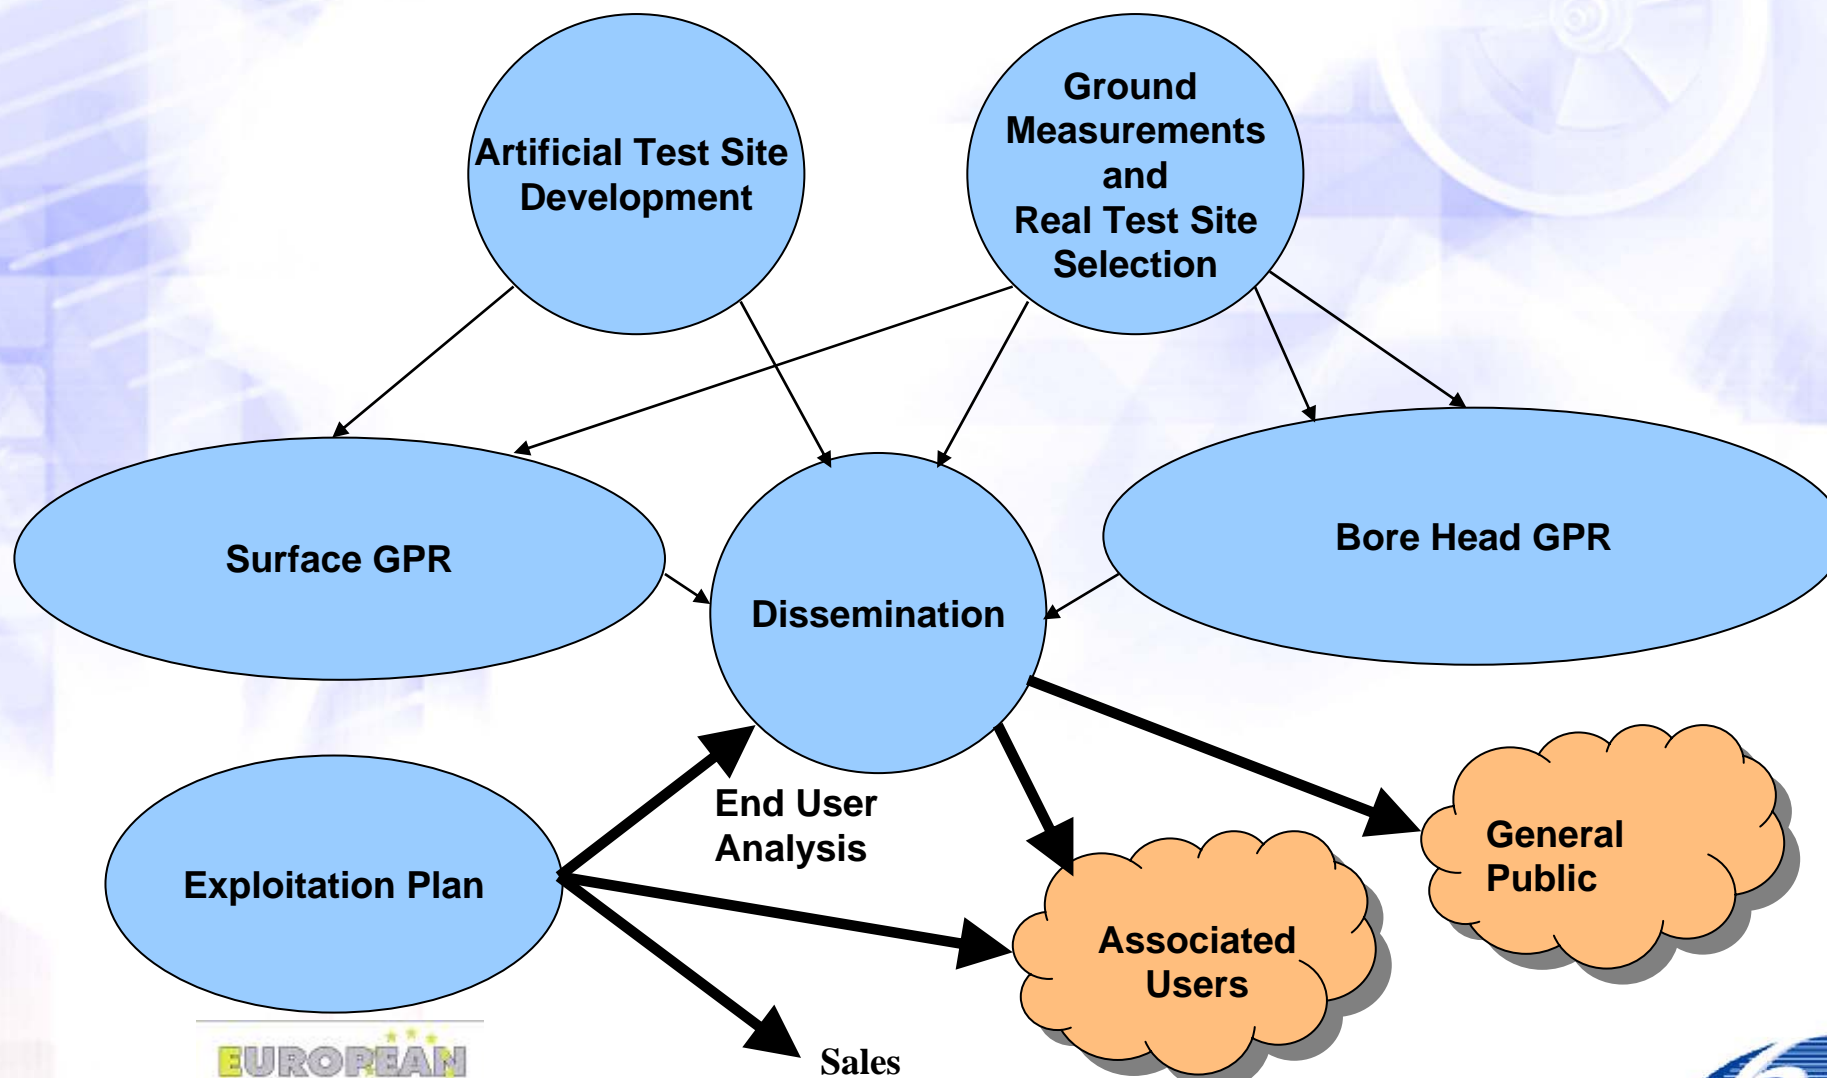 Artificial Test Site
Development
Ground
Measurements
and
Real Test Site
Selection
Surface GPR
Dissemination
Bore Head GPR
Exploitation Plan
End User
Analysis
General
Public
Associated
Users
Sales
EUROPEAN